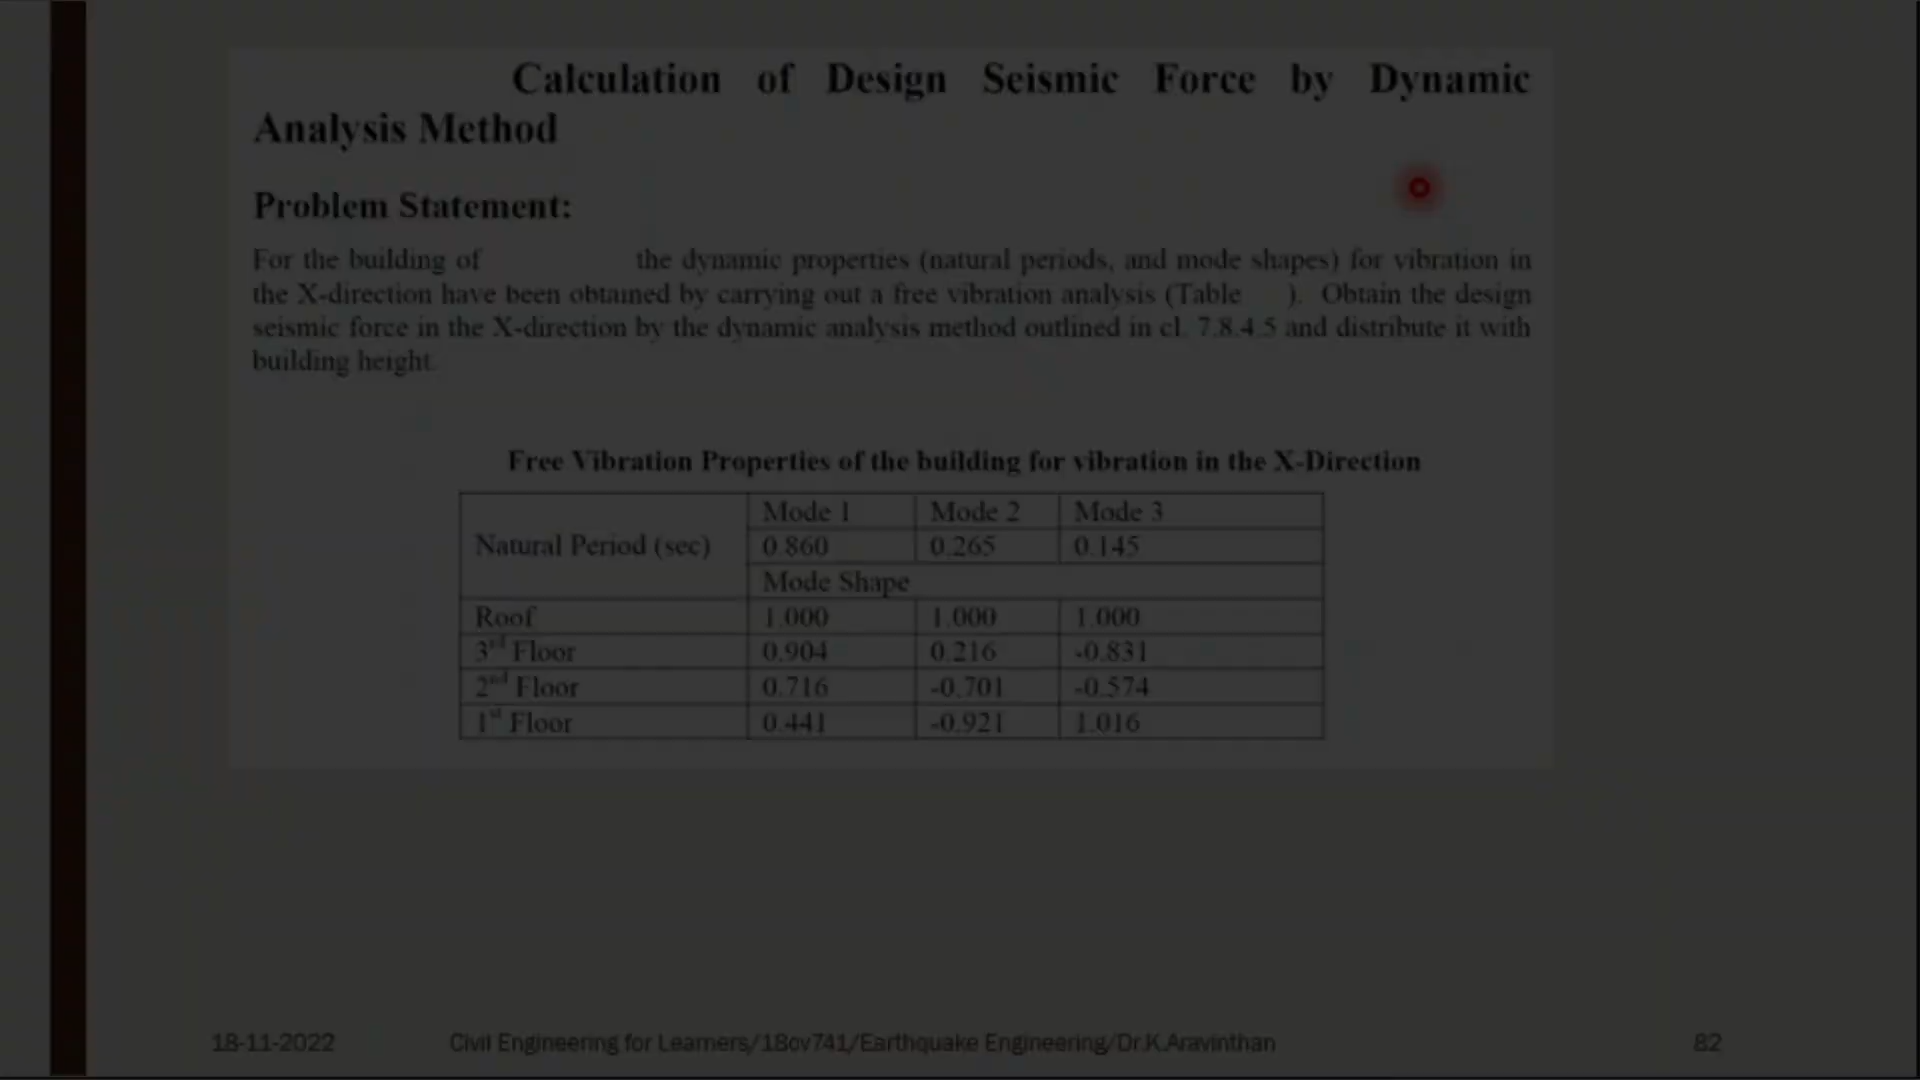 Calculation of Design Seismic Force by Dynamic
Analysis Method
Problem Statement:
For the building of the dynamic properties (natural periods, and mode shapes) for vibration in
the X-direction have been obtained by carrying out a free vibration analysis (Table ). Obtain the design
seismic force in the X-direction by the dynamic analysis method outlined in cl. 7.8.4.5 and distribute it with
building height.
Free Vibration Properties of the building for vibration in the X-Direction
Mode 1 Mode 2 Mode 3
Natural Period (sec) 0.860 0.265 0.145
Mode Shape
Roof 1.000 1.000 1.000
3rd Floor 0.904 0.216 -0.831
2nd Floor 0.716 -0.701 -0.574
1st Floor 0.441 -0.921 1.016
18-11-2022 Civil Engineering for Learners/18cv741/Earthquake Engineering/Dr.K.Aravinthan 82